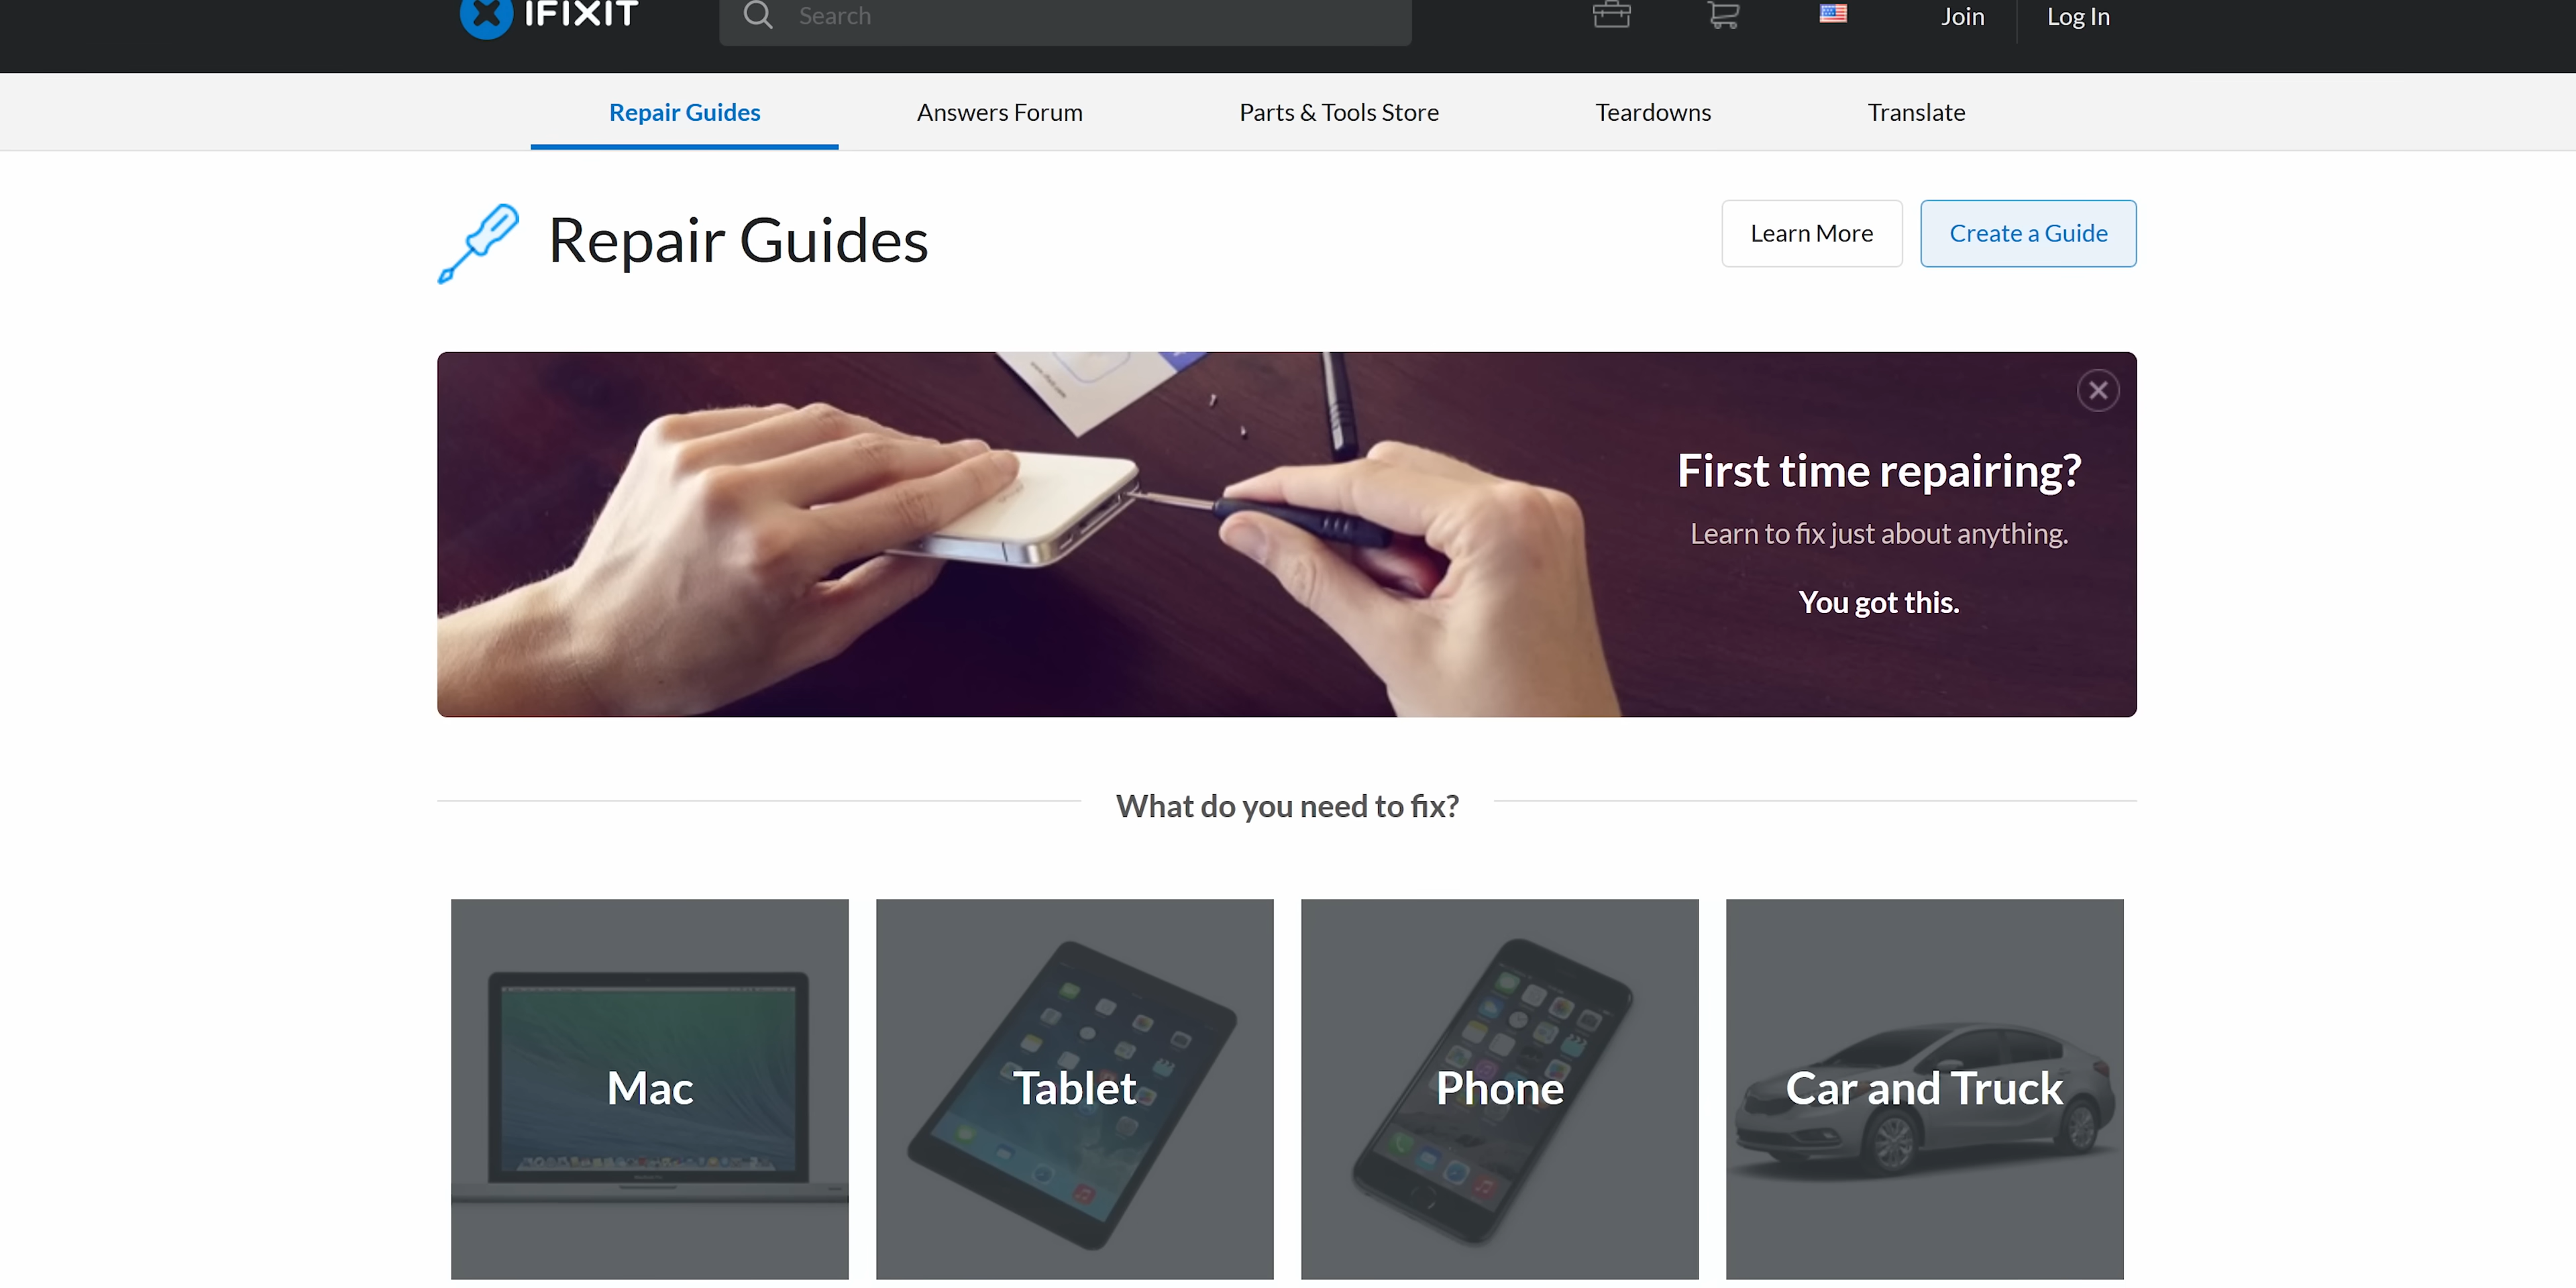 IFIXIT
Search
Join
Log In
Repair Guides
Answers Forum
Parts & Tools Store
Teardowns
Translate
Repair Guides
Learn More
Create a Guide
First time repairing?
Learn to fix just about anything.
You got this.
What do you need to fix?
Mac
Tablet
Phone
Car and Truck